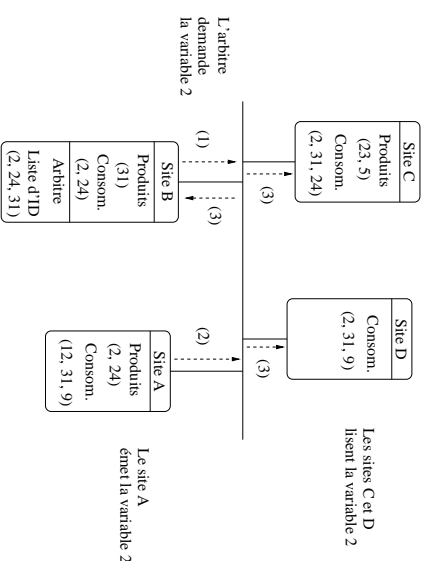 L'arbitre
demande
la variable 2
Site C
Produits
(23, 5)
Consom.
(2, 31, 24)
Site D
Consom.
(2, 31, 9)
Les sites C et D
lisent la variable 2
(1)
(3)
(3)
(2)
(3)
Site B
Produits
(31)
Consom.
(2, 24)
Arbitre
Liste d'ID
(2, 24, 31)
Site A
Produits
(2, 24)
Consom.
(12, 31, 9)
Le site A
émet la variable 2